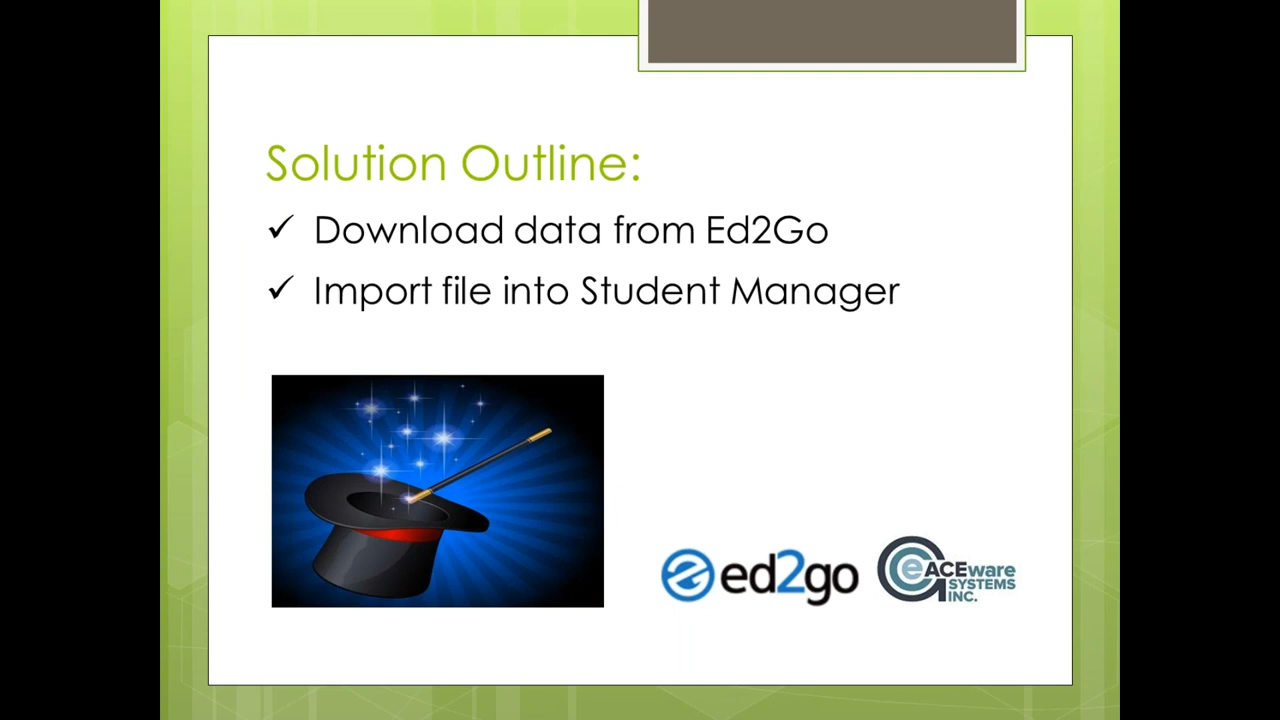 Solution Outline:
✓ Download data from Ed2Go
✓ Import file into Student Manager
ed2go
ACEware
SYSTEMS
INC.